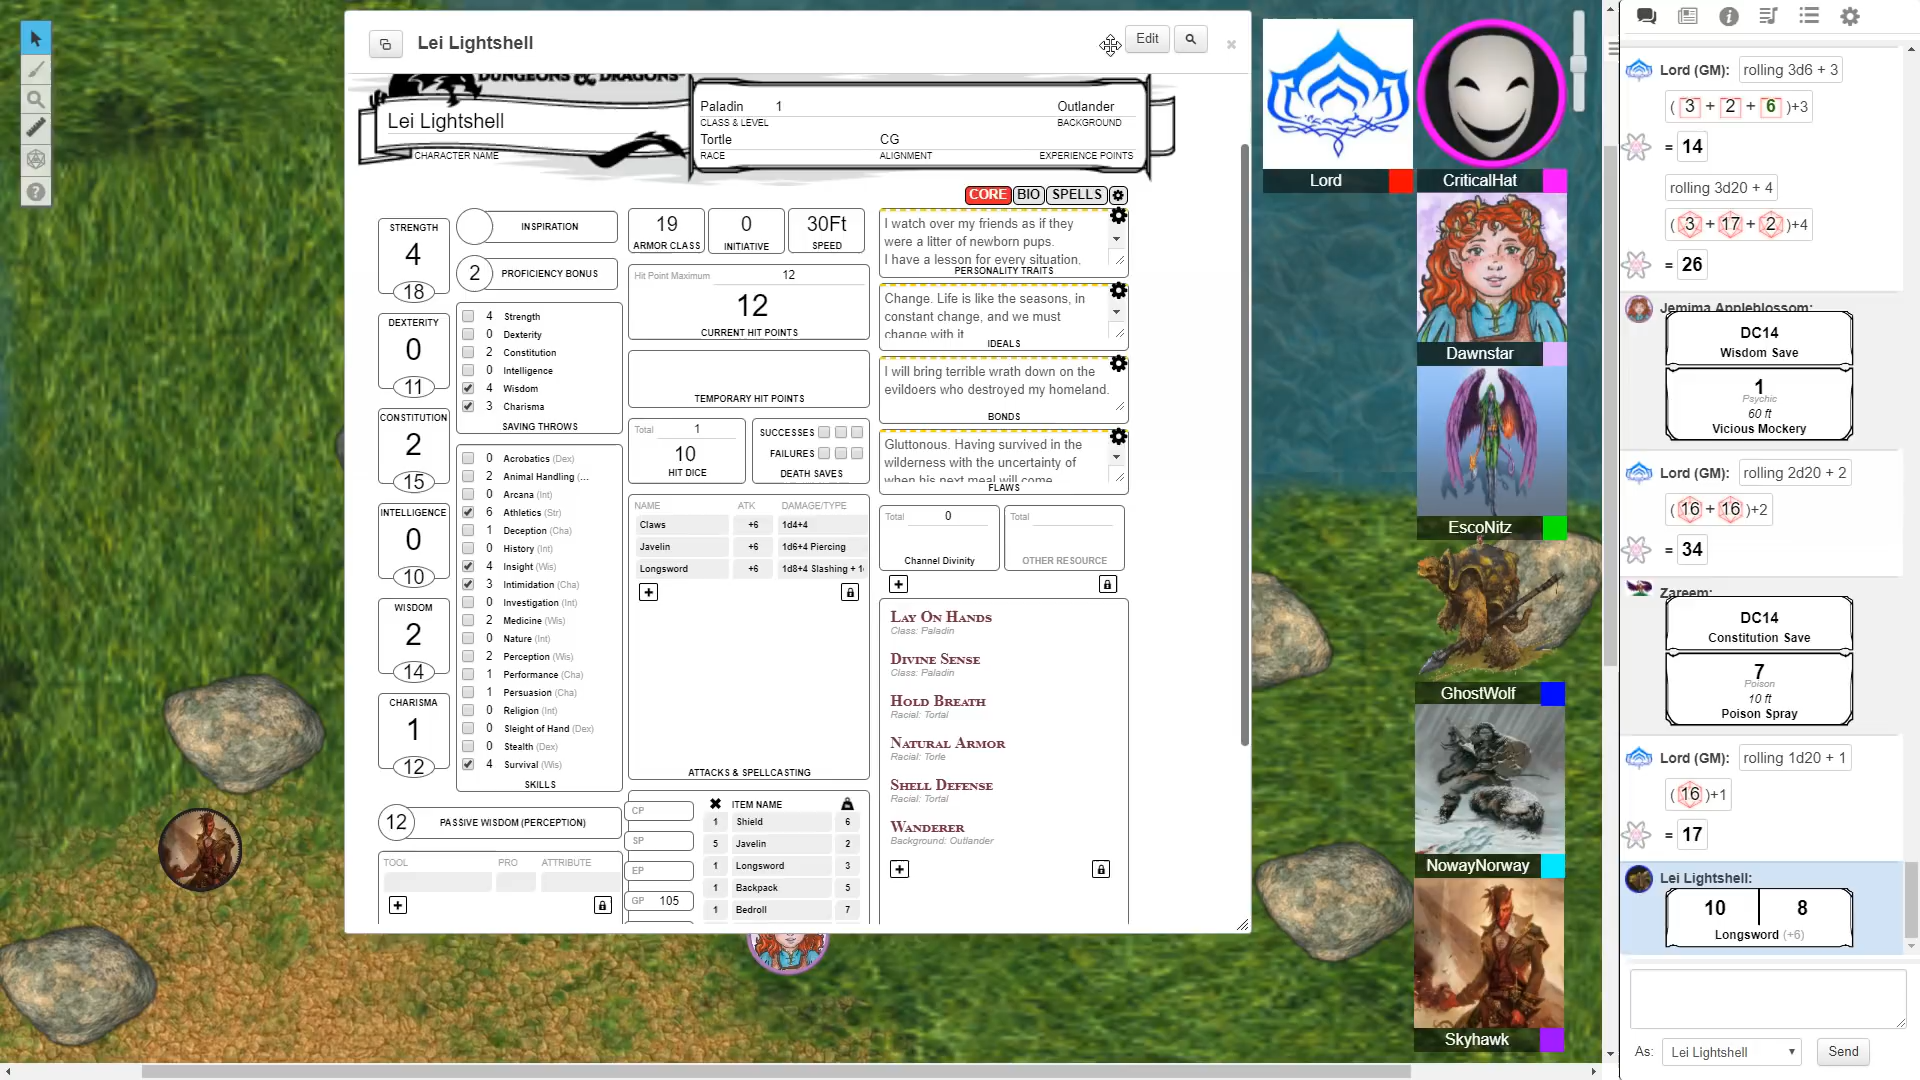 Lei Lightshell
Edit
DUNGEONS & DRAGONS
Lei Lightshell
CHARACTER NAME
Paladin 1
CLASS & LEVEL
Outlander
BACKGROUND
Tortle
RACE
CG
ALIGNMENT
EXPERIENCE POINTS
CORE BIO SPELLS
STRENGTH
4
18
DEXTERITY
0
11
CONSTITUTION
2
15
INTELLIGENCE
0
10
WISDOM
2
14
CHARISMA
1
12
INSPIRATION
2 PROFICIENCY BONUS
4 Strength
0 Dexterity
2 Constitution
0 Intelligence
4 Wisdom
3 Charisma
SAVING THROWS
0 Acrobatics (Dex)
2 Animal Handling (...
0 Arcana (Int)
6 Athletics (Str)
1 Deception (Cha)
0 History (Int)
4 Insight (Wis)
3 Intimidation (Cha)
0 Investigation (Int)
2 Medicine (Wis)
0 Nature (Int)
2 Perception (Wis)
1 Performance (Cha)
1 Persuasion (Cha)
0 Religion (Int)
0 Sleight of Hand (Dex)
0 Stealth (Dex)
4 Survival (Wis)
SKILLS
12 PASSIVE WISDOM (PERCEPTION)
TOOL PRO ATTRIBUTE
19
ARMOR CLASS
0
INITIATIVE
30Ft
SPEED
Hit Point Maximum 12
12
CURRENT HIT POINTS
TEMPORARY HIT POINTS
Total 1
10
HIT DICE
SUCCESSES
FAILURES
DEATH SAVES
NAME ATK DAMAGE/TYPE
Claws +6 1d4+4
Javelin +6 1d6+4 Piercing
Longsword +6 1d8+4 Slashing + 1
ATTACKS & SPELLCASTING
CP
SP
EP
GP 105
ITEM NAME
1 Shield 6
5 Javelin 2
1 Longsword 3
1 Backpack 5
1 Bedroll 7
I watch over my friends as if they
were a litter of newborn pups.
I have a lesson for every situation.
PERSONALITY TRAITS
Change. Life is like the seasons, in
constant change, and we must
change with it
IDEALS
I will bring terrible wrath down on the
evildoers who destroyed my homeland.
BONDS
Gluttonous. Having survived in the
wilderness with the uncertainty of
when his next meal will come
FLAWS
Total 0
Channel Divinity
Total
OTHER RESOURCE
LAY ON HANDS
Class: Paladin
DIVINE SENSE
Class: Paladin
HOLD BREATH
Racial: Tortal
NATURAL ARMOR
Racial: Torle
SHELL DEFENSE
Racial: Tortal
WANDERER
Background: Outlander
Lord
CriticalHat
Dawnstar
EscoNitz
GhostWolf
NowayNorway
Skyhawk
Lord (GM): rolling 3d6 + 3
(3+2+6)+3
= 14
rolling 3d20 + 4
(3+17+2)+4
= 26
Jemima Appleblossom:
DC14
Wisdom Save
1
Psychic
60 ft
Vicious Mockery
Lord (GM): rolling 2d20 + 2
(16+16)+2
= 34
Zareem:
DC14
Constitution Save
7
Poison
10 ft
Poison Spray
Lord (GM): rolling 1d20 + 1
(16)+1
= 17
Lei Lightshell:
10 8
Longsword (+6)
As: Lei Lightshell Send